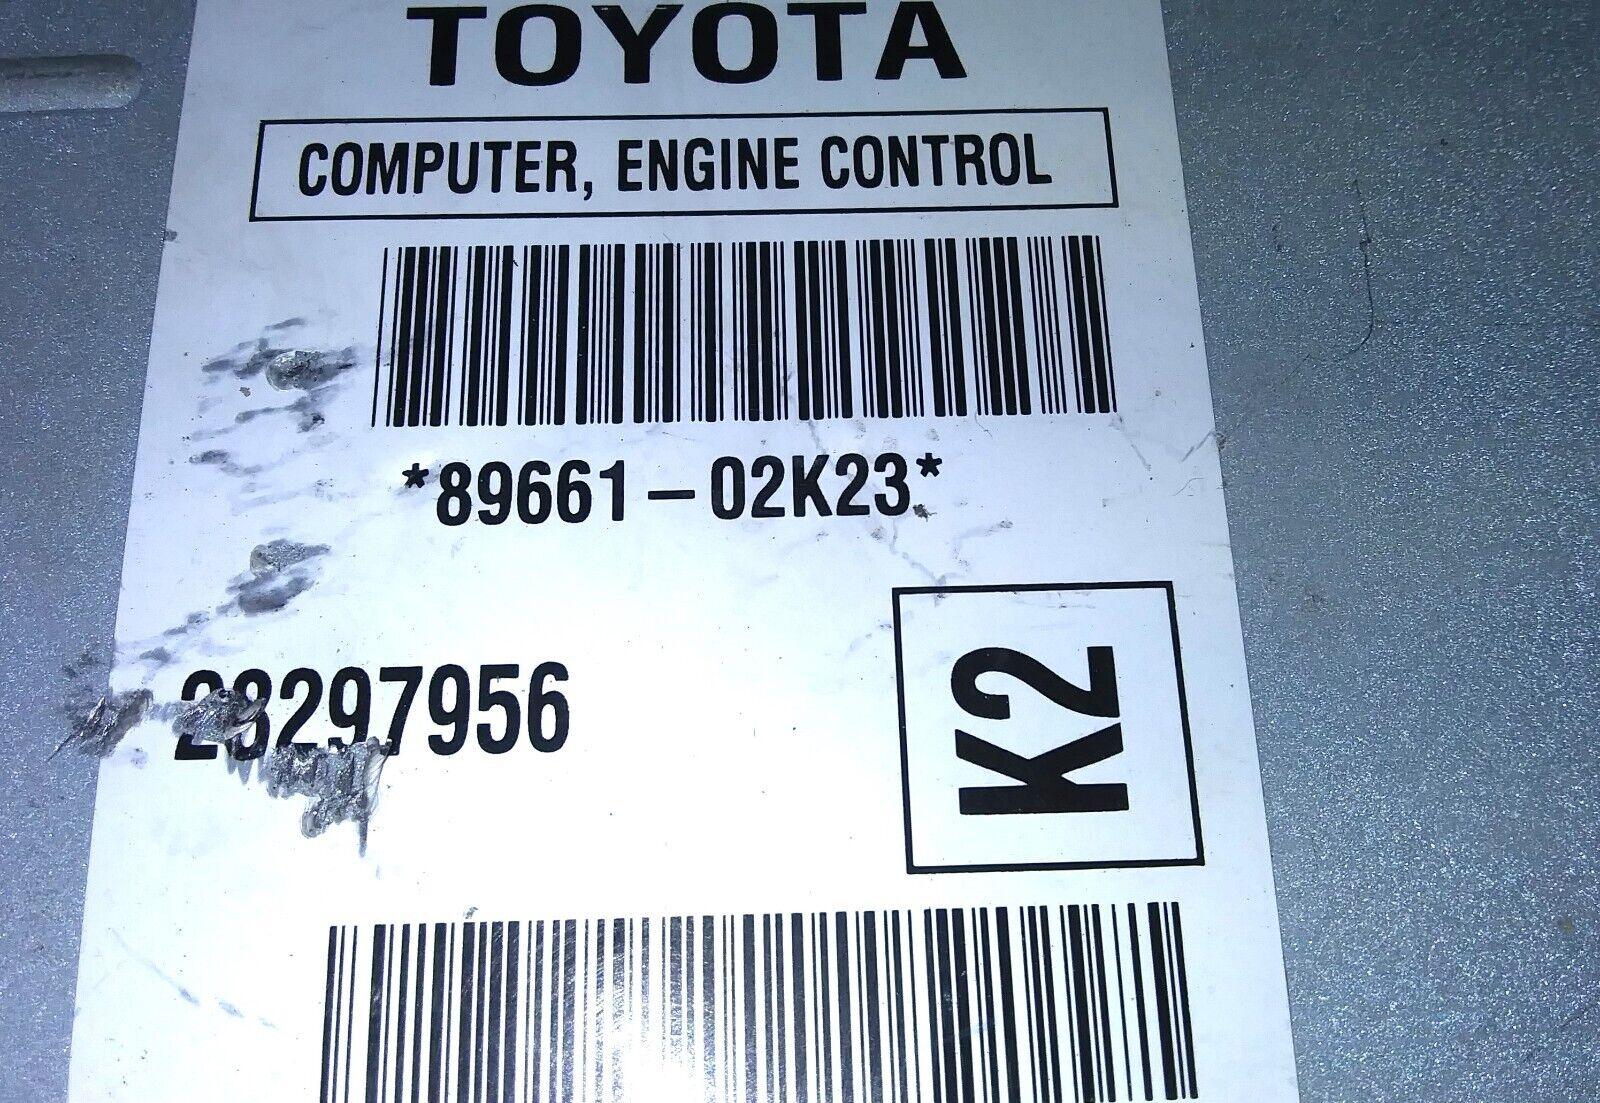 TOYOTA
COMPUTER, ENGINE CONTROL
*89661-02K23*
28297956
K2